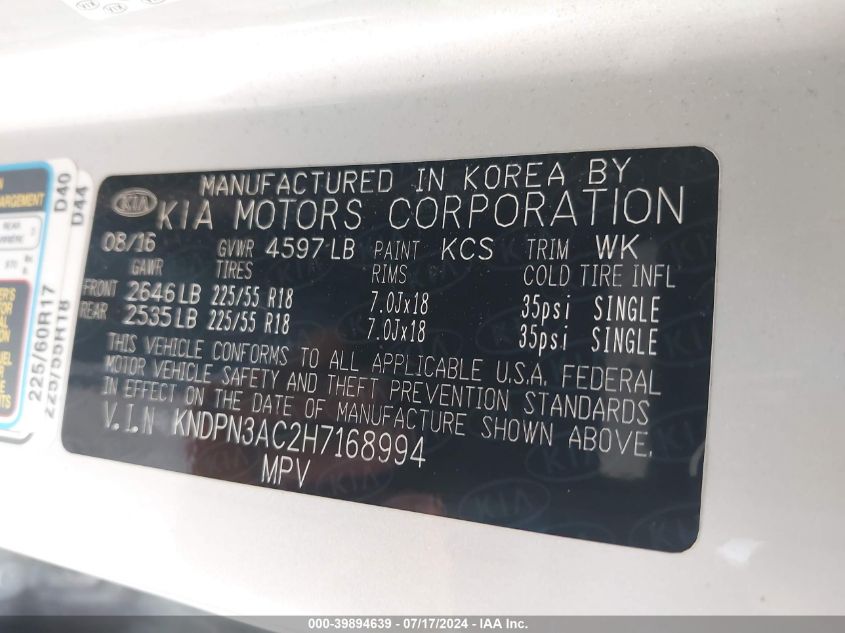 MANUFACTURED IN KOREA BY
KIA KIA MOTORS CORPORATION
08/16 GVWR 4597 LB PAINT KCS TRIM WK
GAWR TIRES RIMS COLD TIRE INFL
FRONT 2646 LB 225/55 R18 7.0Jx18 35psi SINGLE
REAR 2535 LB 225/55 R18 7.0Jx18 35psi SINGLE
THIS VEHICLE CONFORMS TO ALL APPLICABLE U.S.A. FEDERAL
MOTOR VEHICLE SAFETY AND THEFT PREVENTION STANDARDS
IN EFFECT ON THE DATE OF MANUFACTURE SHOWN ABOVE.
V.I.N KNDPN3AC2H7168994
MPV
225/60R17 D40
225/55R18 D44
REAR
000-39894639 - 07/17/2024 - IAA Inc.